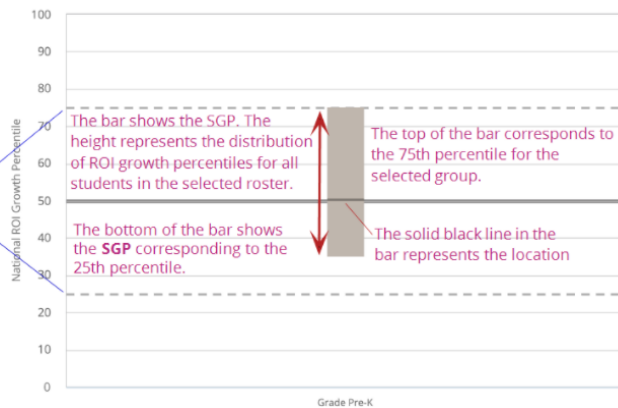 100
90
80
70
60
50
40
30
20
10
0
National ROI Growth Percentile
The bar shows the SGP. The
height represents the distribution
of ROI growth percentiles for all
students in the selected roster.
The top of the bar corresponds to
the 75th percentile for the
selected group.
The bottom of the bar shows
the SGP corresponding to the
25th percentile.
The solid black line in the
bar represents the location
Grade Pre-K